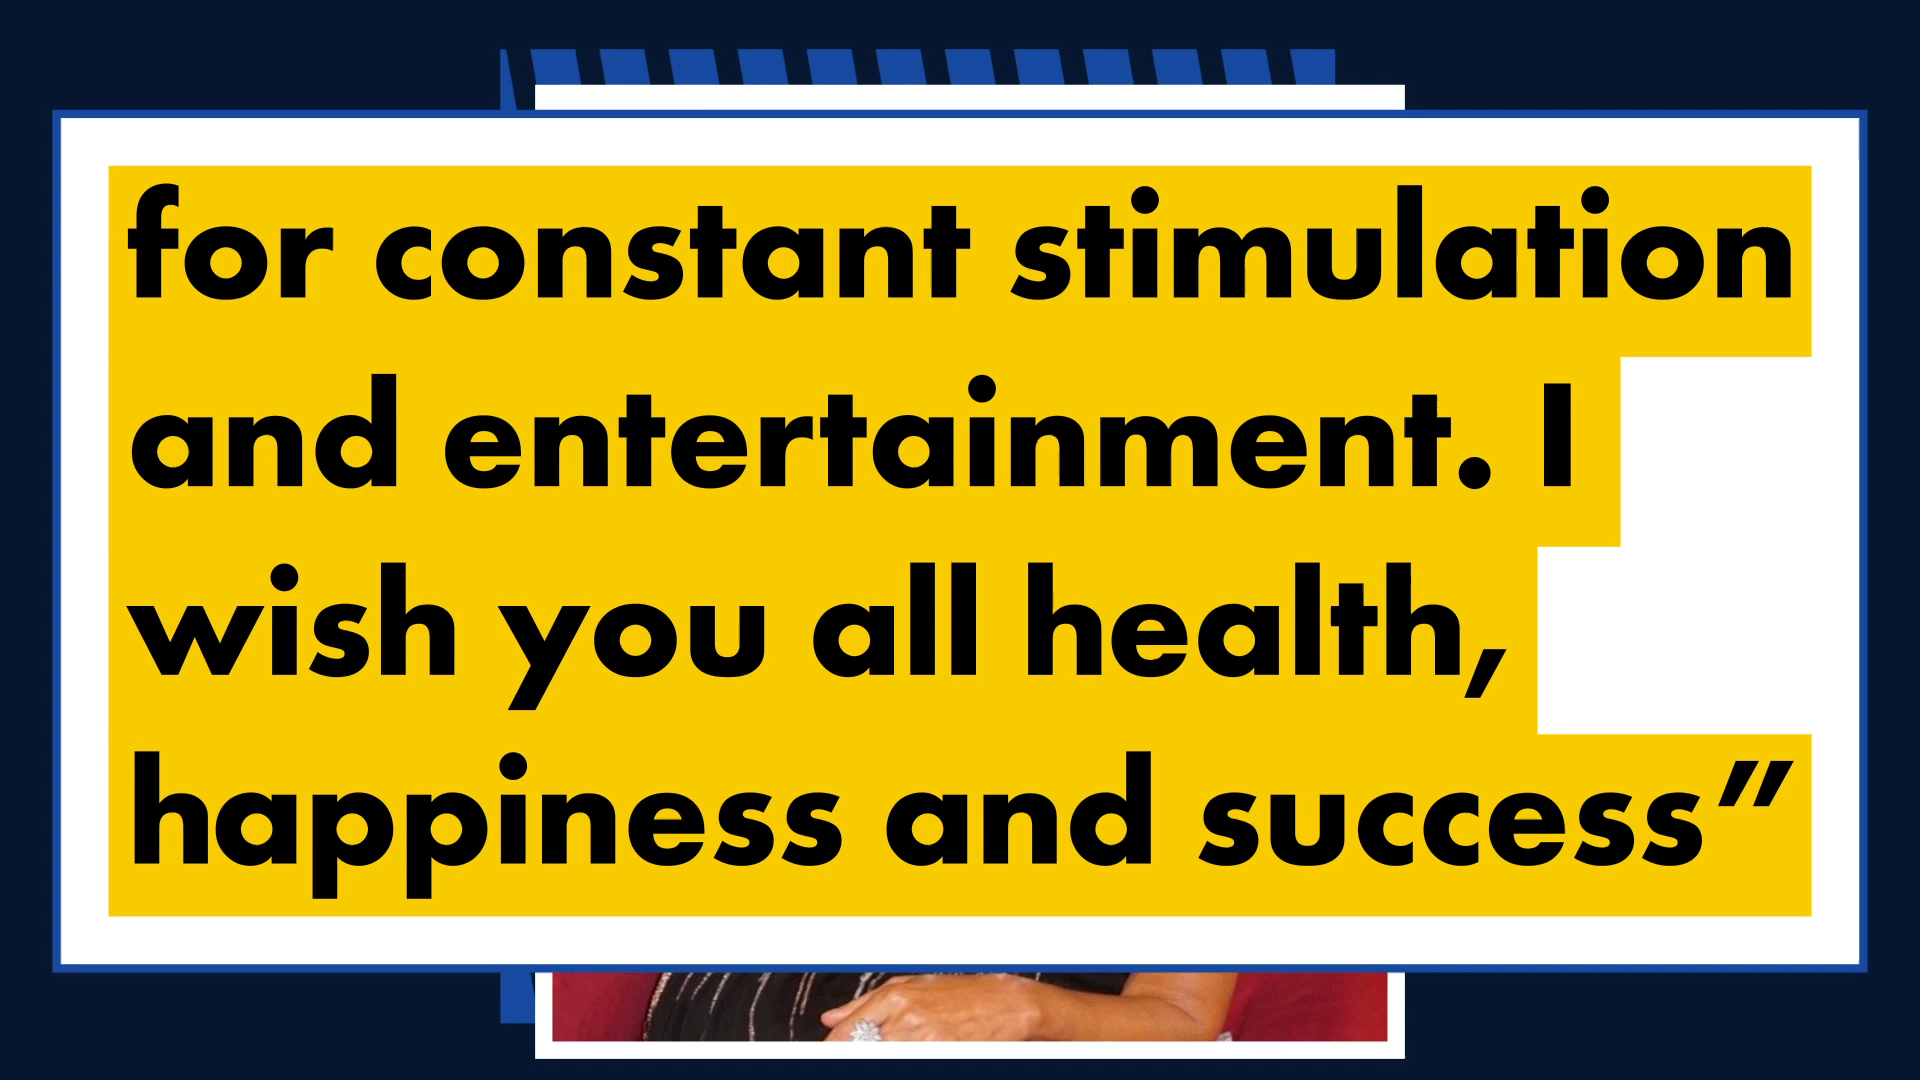 for constant stimulation
and entertainment. I
wish you all health,
happiness and success”